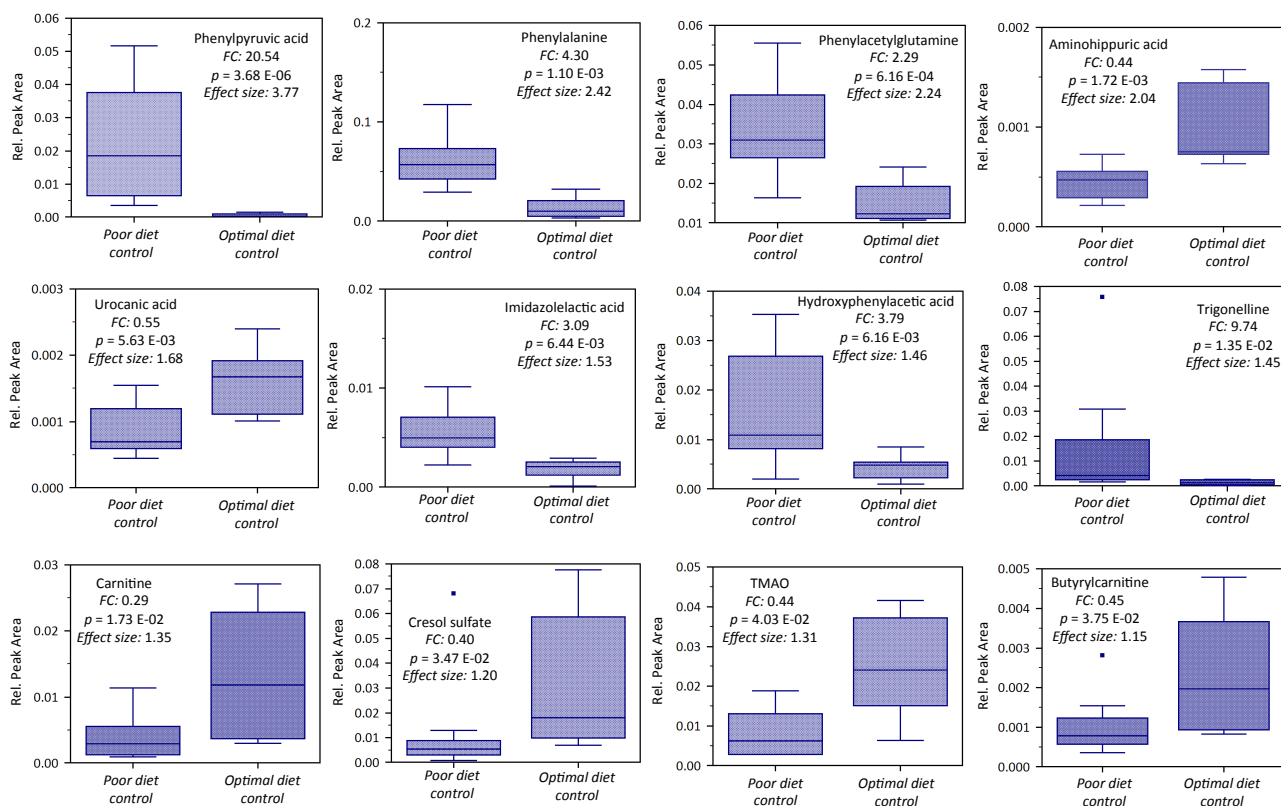 Rel. Peak Area
0.06
0.05
0.04
0.03
0.02
0.01
0.00
Phenylpyruvic acid
FC: 20.54
p = 3.68 E-06
Effect size: 3.77
Poor diet
control
Optimal diet
control
Rel. Peak Area
0.2
0.1
0.0
Phenylalanine
FC: 4.30
p = 1.10 E-03
Effect size: 2.42
Poor diet
control
Optimal diet
control
Rel. Peak Area
0.06
0.05
0.04
0.03
0.02
0.01
Phenylacetylglutamine
FC: 2.29
p = 6.16 E-04
Effect size: 2.24
Poor diet
control
Optimal diet
control
Rel. Peak Area
0.002
0.001
0.000
Aminohippuric acid
FC: 0.44
p = 1.72 E-03
Effect size: 2.04
Poor diet
control
Optimal diet
control
Rel. Peak Area
0.003
0.002
0.001
0.000
Urocanic acid
FC: 0.55
p = 5.63 E-03
Effect size: 1.68
Poor diet
control
Optimal diet
control
Rel. Peak Area
0.02
0.01
0.00
Imidazolelactic acid
FC: 3.09
p = 6.44 E-03
Effect size: 1.53
Poor diet
control
Optimal diet
control
Rel. Peak Area
0.04
0.03
0.02
0.01
0.00
Hydroxyphenylacetic acid
FC: 3.79
p = 6.16 E-03
Effect size: 1.46
Poor diet
control
Optimal diet
control
Rel. Peak Area
0.08
0.07
0.06
0.05
0.04
0.03
0.02
0.01
0.00
Trigonelline
FC: 9.74
p = 1.35 E-02
Effect size: 1.45
Poor diet
control
Optimal diet
control
Rel. Peak Area
0.03
0.02
0.01
0.00
Carnitine
FC: 0.29
p = 1.73 E-02
Effect size: 1.35
Poor diet
control
Optimal diet
control
Rel. Peak Area
0.08
0.07
0.06
0.05
0.04
0.03
0.02
0.01
0.00
Cresol sulfate
FC: 0.40
p = 3.47 E-02
Effect size: 1.20
Poor diet
control
Optimal diet
control
Rel. Peak Area
0.05
0.04
0.03
0.02
0.01
0.00
TMAO
FC: 0.44
p = 4.03 E-02
Effect size: 1.31
Poor diet
control
Optimal diet
control
Rel. Peak Area
0.005
0.004
0.003
0.002
0.001
0.000
Butyrylcarnitine
FC: 0.45
p = 3.75 E-02
Effect size: 1.15
Poor diet
control
Optimal diet
control